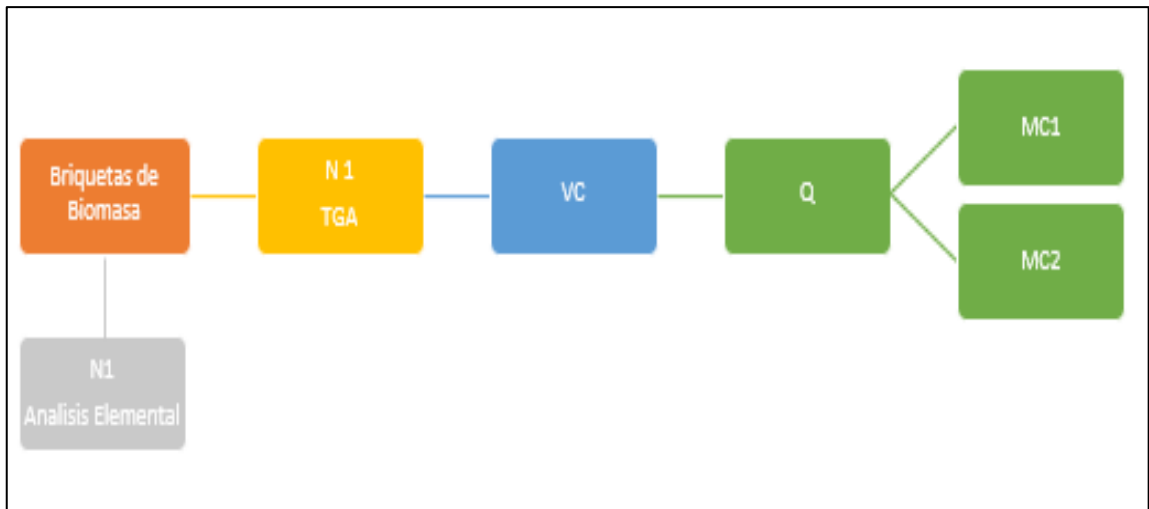 Briquetas de
Biomasa
N 1
TGA
VC
Q
MC1
MC2
N1
Analisis Elemental